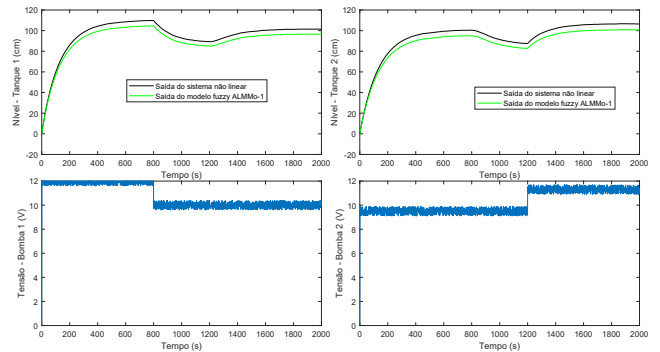 120
100
80
60
40
20
0
-20
Nível - Tanque 1 (cm)
Saída do sistema não linear
Saída do modelo fuzzy ALMMo-1
0 200 400 600 800 1000 1200 1400 1600 1800 2000
Tempo (s)
120
100
80
60
40
20
0
-20
Nível - Tanque 2 (cm)
Saída do sistema não linear
Saída do modelo fuzzy ALMMo-1
0 200 400 600 800 1000 1200 1400 1600 1800 2000
Tempo (s)
12
10
8
6
4
2
0
Tensão - Bomba 1 (V)
0 200 400 600 800 1000 1200 1400 1600 1800 2000
Tempo (s)
12
10
8
6
4
2
0
Tensão - Bomba 2 (V)
0 200 400 600 800 1000 1200 1400 1600 1800 2000
Tempo (s)